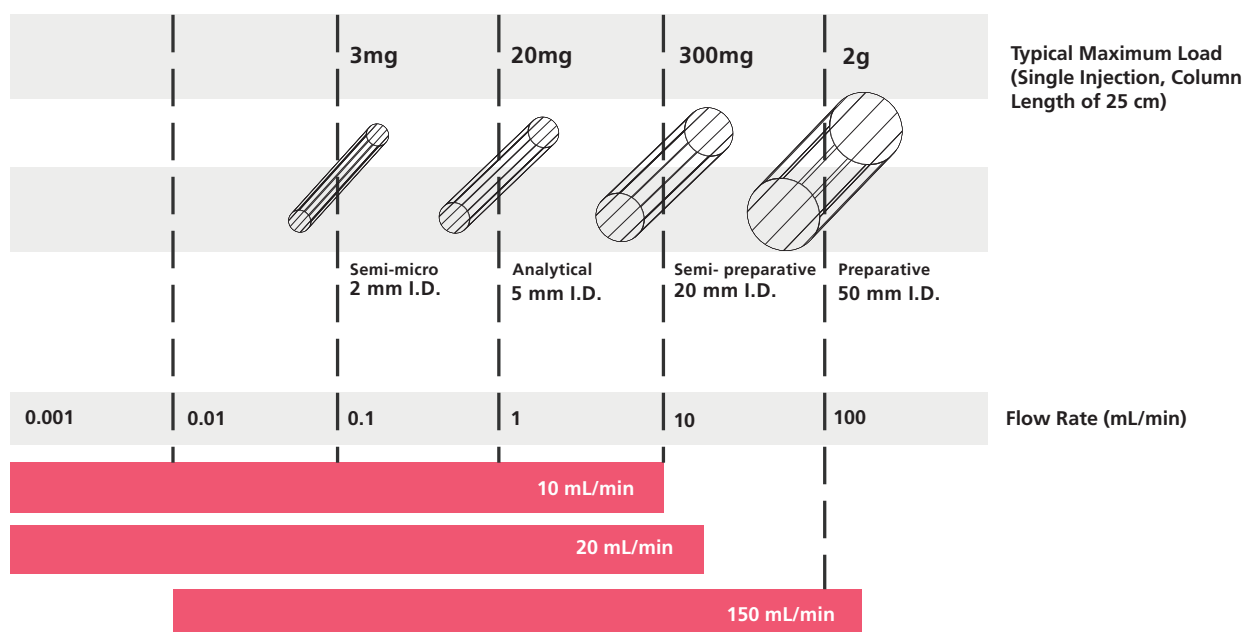 3mg
20mg
300mg
2g
Typical Maximum Load
(Single Injection, Column
Length of 25 cm)
Semi-micro
2 mm I.D.
Analytical
5 mm I.D.
Semi- preparative
20 mm I.D.
Preparative
50 mm I.D.
0.001
0.01
0.1
1
10
100
Flow Rate (mL/min)
10 mL/min
20 mL/min
150 mL/min